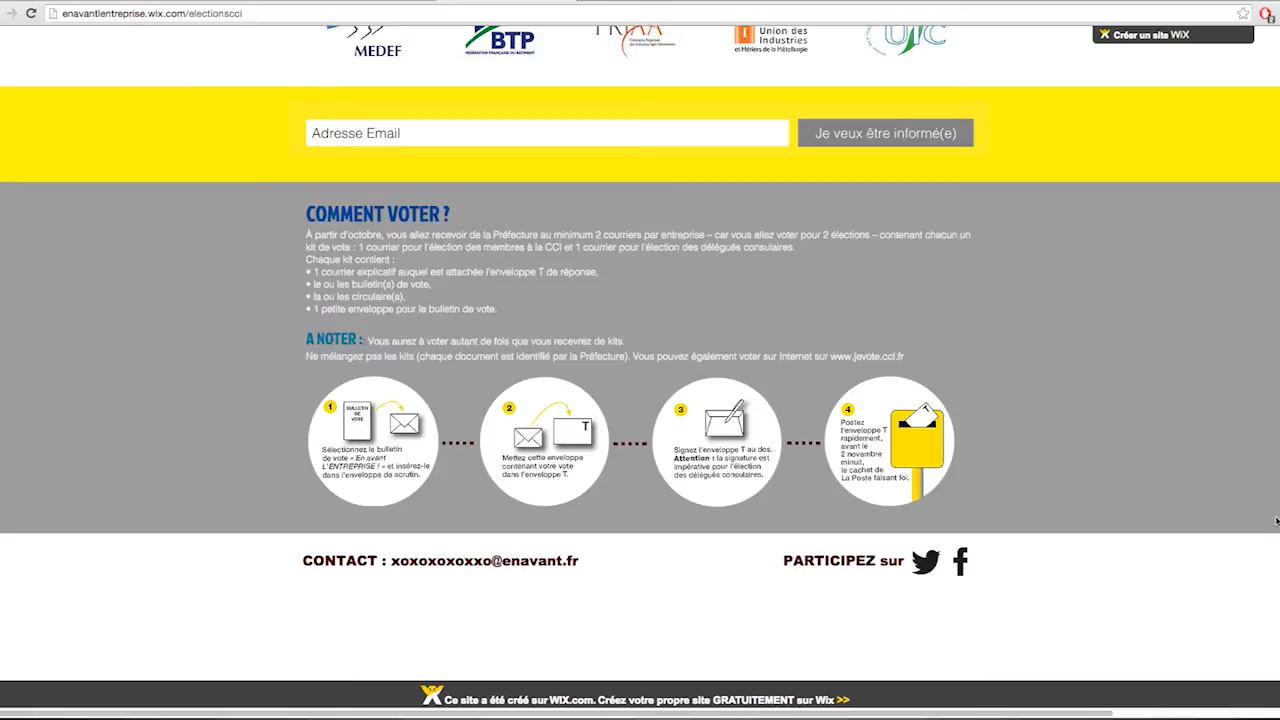 enavantlentreprise.wix.com/electionscci
MEDEF
BTP
FÉDÉRATION FRANÇAISE DU BÂTIMENT
Union des
Industries
et Métiers de la Métallurgie
UIC
Créer un site WiX
Adresse Email
Je veux être informé(e)
COMMENT VOTER ?
À partir d'octobre, vous allez recevoir de la Préfecture au minimum 2 courriers par entreprise – car vous allez voter pour 2 élections – contenant chacun un
kit de vote : 1 courrier pour l'élection des membres à la CCI et 1 courrier pour l'élection des délégués consulaires.
Chaque kit contient :
• 1 courrier explicatif auquel est attachée l'enveloppe T de réponse,
• le ou les bulletin(s) de vote,
• la ou les circulaire(s),
• 1 petite enveloppe pour le bulletin de vote.
A NOTER : Vous aurez à voter autant de fois que vous recevrez de kits.
Ne mélangez pas les kits (chaque document est identifié par la Préfecture). Vous pouvez également voter sur Internet sur www.jevote.cci.fr
1
BULLETIN
DE
VOTE
Sélectionnez le bulletin
de vote « En avant
L'ENTREPRISE ! » et insérez-le
dans l'enveloppe de scrutin.
2
T
Mettez cette enveloppe
contenant votre vote
dans l'enveloppe T.
3
Signez l'enveloppe T au dos.
Attention : la signature est
impérative pour l'élection
des délégués consulaires.
4
T
Postez
l'enveloppe T
rapidement,
avant le
2 novembre
minuit,
le cachet de
La Poste faisant foi.
CONTACT : xoxoxoxoxxo@enavant.fr
PARTICIPEZ sur
Ce site a été créé sur WIX.com. Créez votre propre site GRATUITEMENT sur Wix >>